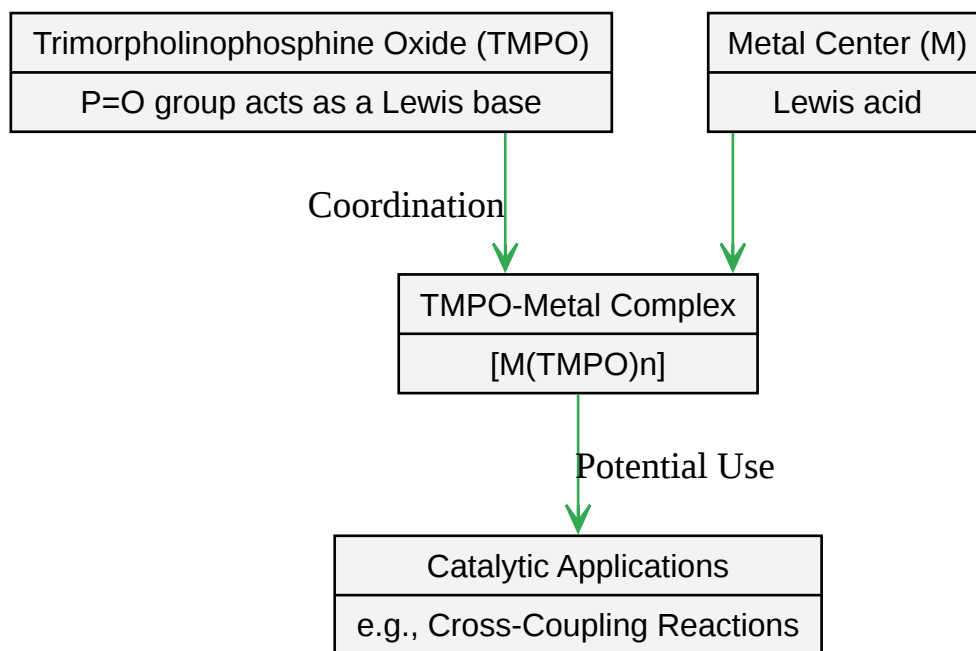 Trimorpholinophosphine Oxide (TMPO)
P=O group acts as a Lewis base
Metal Center (M)
Lewis acid
Coordination
TMPO-Metal Complex
[M(TMPO)n]
Potential Use
Catalytic Applications
e.g., Cross-Coupling Reactions